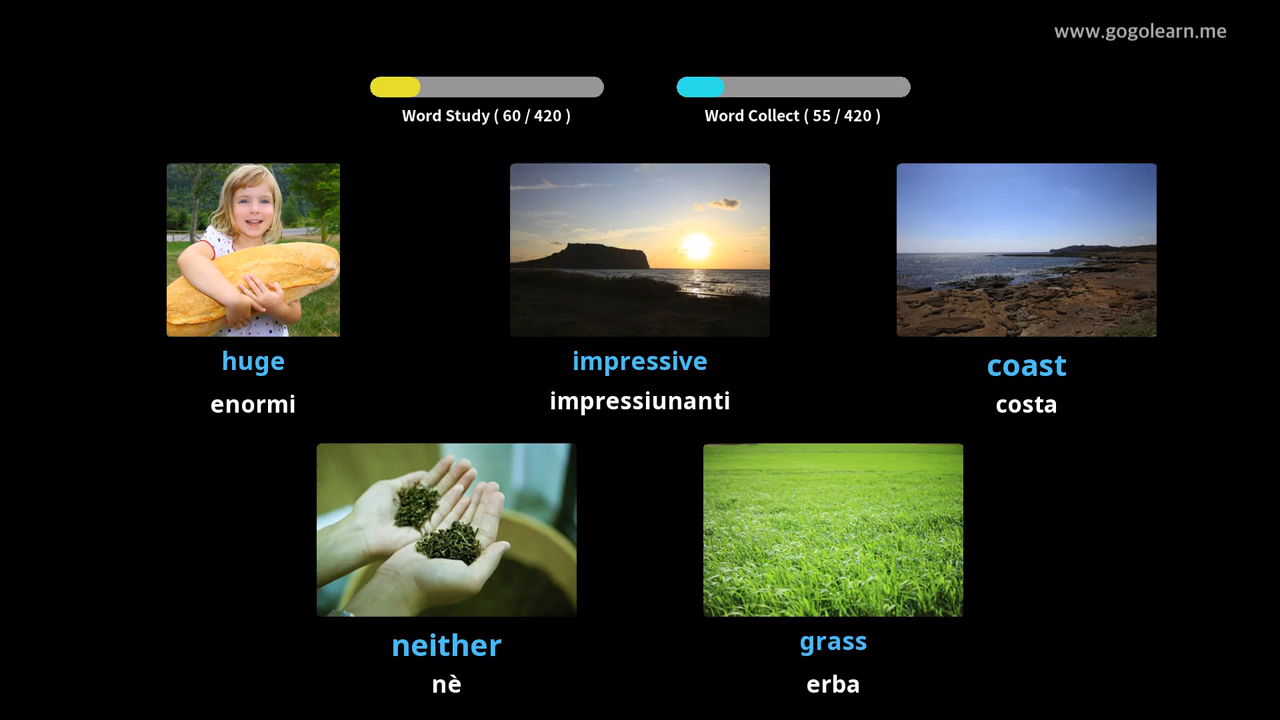 www.gogolearn.me
Word Study ( 60 / 420 )
Word Collect ( 55 / 420 )
huge
enormi
impressive
impressiunanti
coast
costa
neither
nè
grass
erba